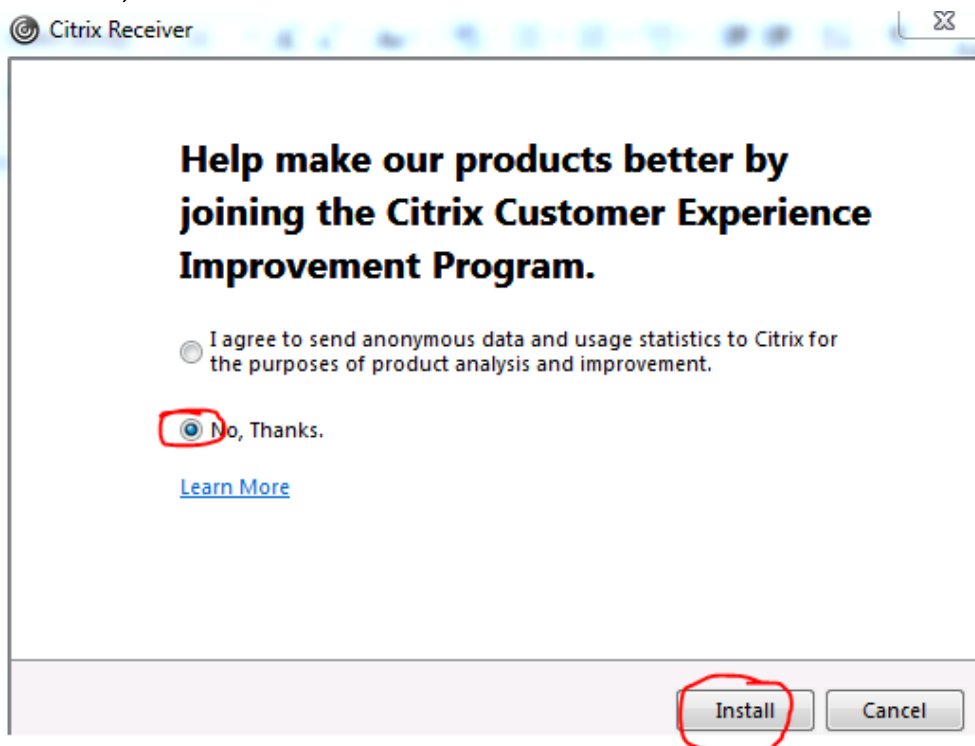 Citrix Receiver
Help make our products better by
joining the Citrix Customer Experience
Improvement Program.
I agree to send anonymous data and usage statistics to Citrix for
the purposes of product analysis and improvement.
No, Thanks.
Learn More
Install Cancel